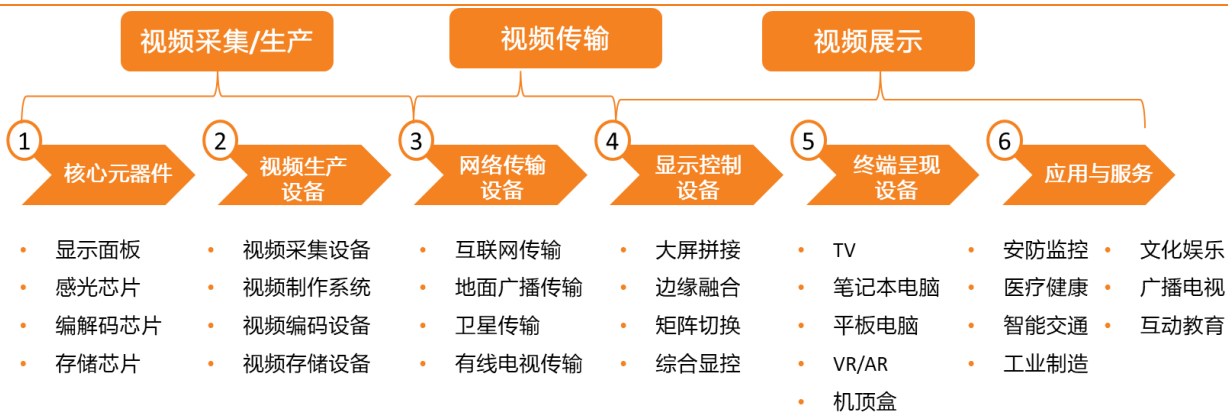 视频采集/生产
视频传输
视频展示
1
核心元器件
2
视频生产
设备
3
网络传输
设备
4
显示控制
设备
5
终端呈现
设备
6
应用与服务
• 显示面板
• 感光芯片
• 编解码芯片
• 存储芯片
• 视频采集设备
• 视频制作系统
• 视频编码设备
• 视频存储设备
• 互联网传输
• 地面广播传输
• 卫星传输
• 有线电视传输
• 大屏拼接
• 边缘融合
• 矩阵切换
• 综合显控
• TV
• 笔记本电脑
• 平板电脑
• VR/AR
• 机顶盒
• 安防监控
• 医疗健康
• 智能交通
• 工业制造
• 文化娱乐
• 广播电视
• 互动教育